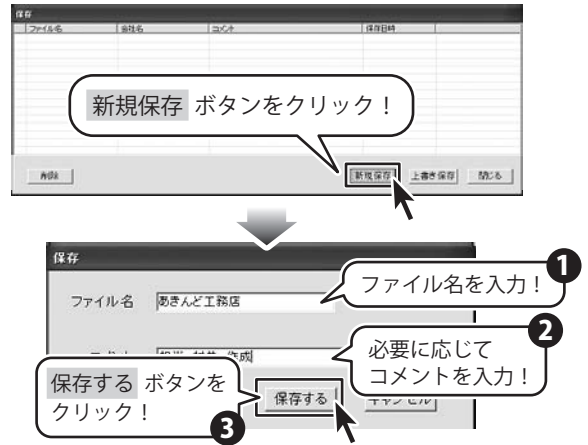 保存
ファイル名 会社名 コメント 保存日時
新規保存 ボタンをクリック！
削除 新規保存 上書き保存 閉じる
保存
ファイル名 あきんど工務店
ファイル名を入力！ 1
2
必要に応じて
コメントを入力！
保存する ボタンを
クリック！
3
保存する キャンセル